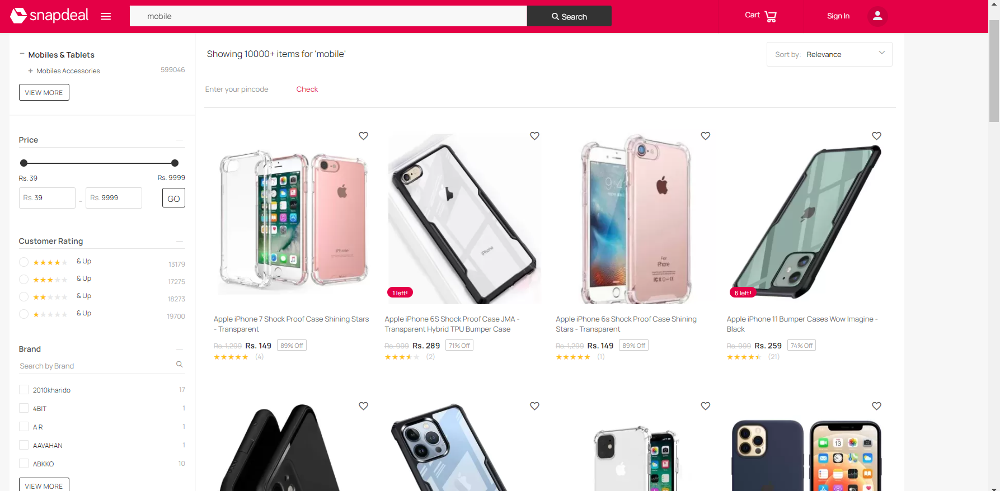 snapdeal
mobile
Search
Cart
Sign In
Mobiles & Tablets
Mobiles Accessories 599046
VIEW MORE
Price
Rs. 39 Rs. 9999
Rs. 39 - Rs. 9999 GO
Customer Rating
& Up 13179
& Up 17275
& Up 18273
& Up 19700
Brand
Search by Brand
2010kharido 17
4BIT 1
A R 1
AAVAHAN 1
ABKKO 10
VIEW MORE
Showing 10000+ items for 'mobile'
Sort by: Relevance
Enter your pincode Check
iPhone
Apple iPhone 7 Shock Proof Case Shining Stars
- Transparent
Rs. 1,299 Rs. 149 89% Off
(4)
iPhone
1 left!
Apple iPhone 6S Shock Proof Case JMA -
Transparent Hybrid TPU Bumper Case
Rs. 999 Rs. 289 71% Off
(2)
For
iPhone
Apple iPhone 6s Shock Proof Case Shining
Stars - Transparent
Rs. 1,299 Rs. 149 89% Off
(1)
6 left!
Apple iPhone 11 Bumper Cases Wow Imagine -
Black
Rs. 999 Rs. 259 74% Off
(21)
13